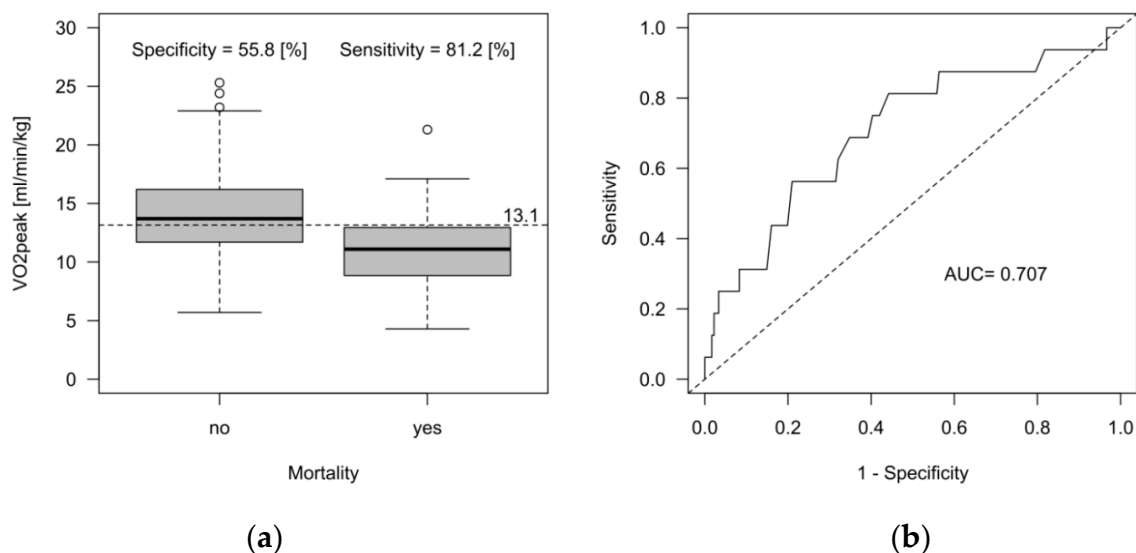 Specificity = 55.8 [%] Sensitivity = 81.2 [%]
VO2peak [ml/min/kg]
30
25
20
15
10
5
0
13.1
no yes
Mortality
(a)
Sensitivity
1.0
0.8
0.6
0.4
0.2
0.0
AUC= 0.707
0.0 0.2 0.4 0.6 0.8 1.0
1 - Specificity
(b)